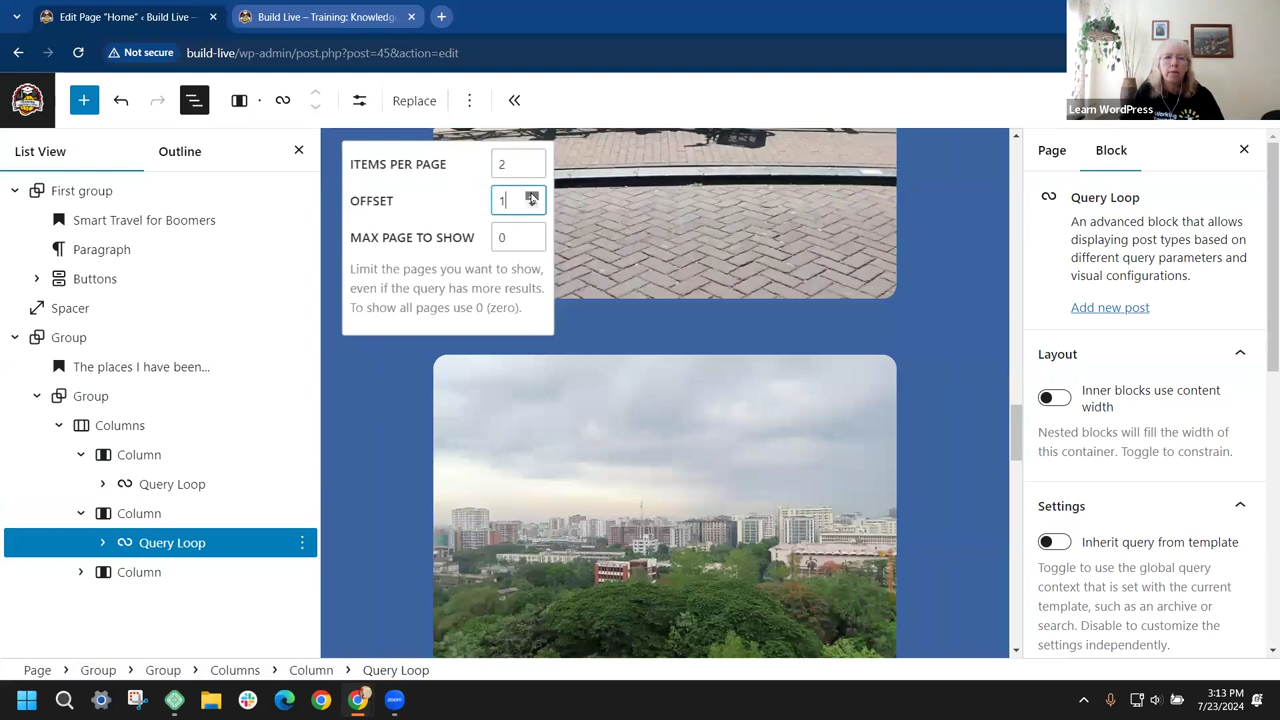 Edit Page "Home" ‹ Build Live —
Build Live – Training: Knowledg
Not secure
build-live/wp-admin/post.php?post=45&action=edit
Learn WordPress
Replace
List View
Outline
First group
Smart Travel for Boomers
Paragraph
Buttons
Spacer
Group
The places I have been...
Group
Columns
Column
Query Loop
Column
Query Loop
Column
ITEMS PER PAGE
2
OFFSET
1
MAX PAGE TO SHOW
0
Limit the pages you want to show,
even if the query has more results.
To show all pages use 0 (zero).
Page
Block
Query Loop
An advanced block that allows
displaying post types based on
different query parameters and
visual configurations.
Add new post
Layout
Inner blocks use content
width
Nested blocks will fill the width of
this container. Toggle to constrain.
Settings
Inherit query from template
Toggle to use the global query
context that is set with the current
template, such as an archive or
search. Disable to customize the
settings independently.
Page > Group > Group > Columns > Column > Query Loop
zoom
3:13 PM
7/23/2024